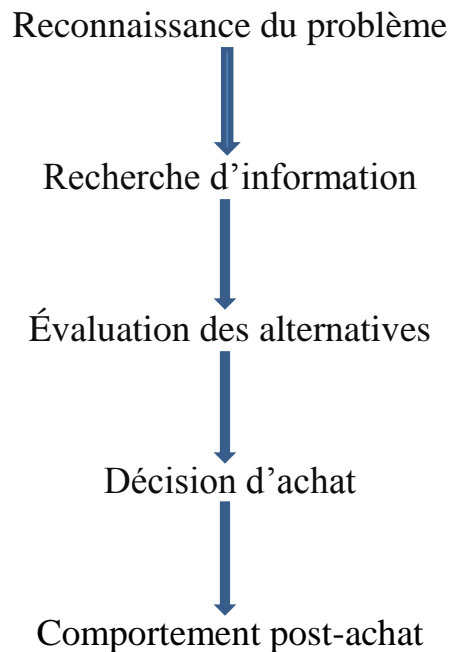 Reconnaissance du problème
Recherche d’information
Évaluation des alternatives
Décision d’achat
Comportement post-achat